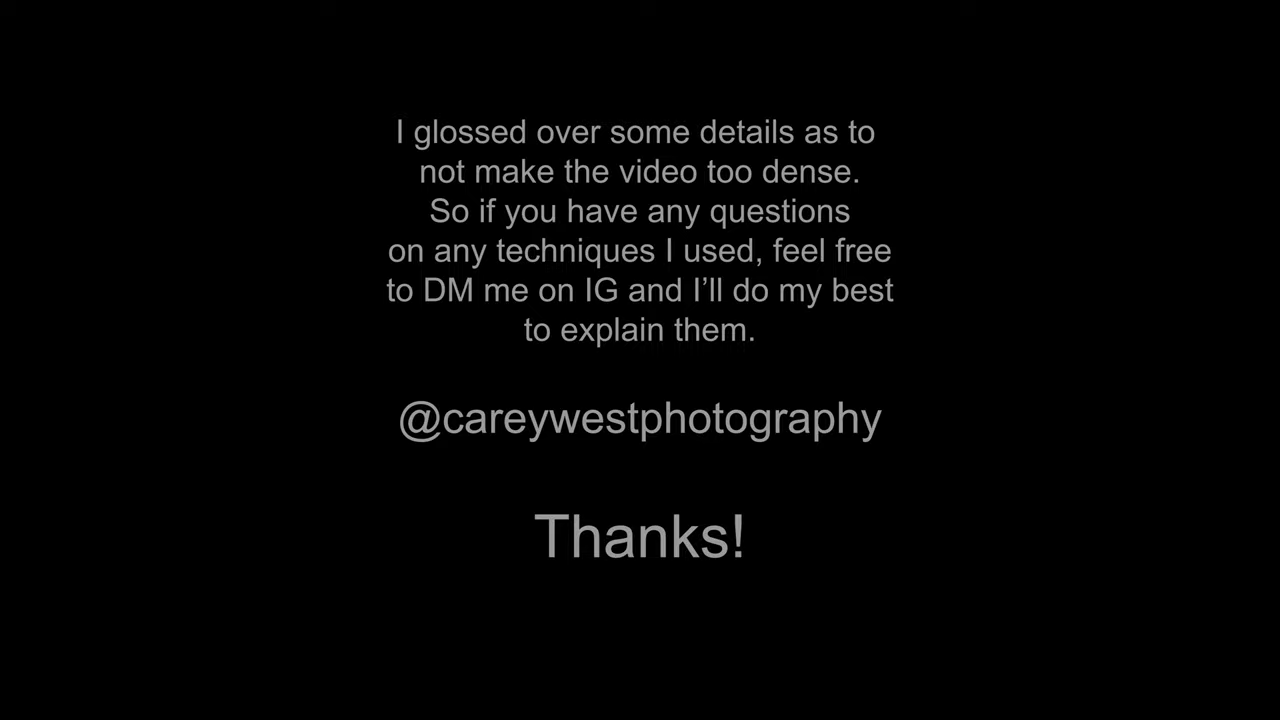 I glossed over some details as to
not make the video too dense.
So if you have any questions
on any techniques I used, feel free
to DM me on IG and I’ll do my best
to explain them.
@careywestphotography
Thanks!